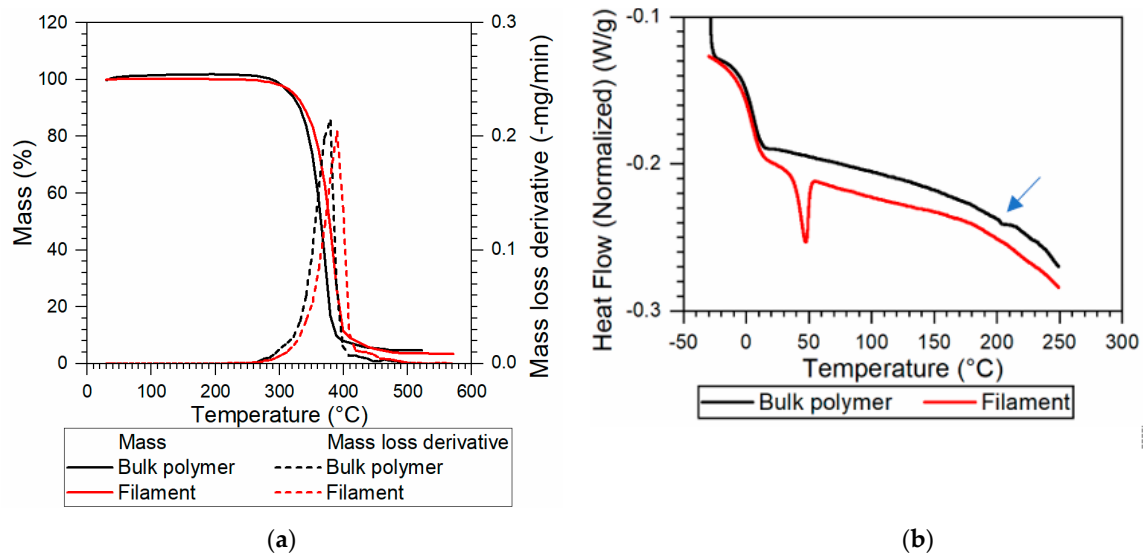 120
100
80
60
40
20
0
Mass (%)
0.3
0.2
0.1
0.0
Mass loss derivative (-mg/min)
0 100 200 300 400 500 600
Temperature (°C)
Mass Mass loss derivative
Bulk polymer Bulk polymer
Filament Filament
(a)
-0.1
-0.2
-0.3
Heat Flow (Normalized) (W/g)
-50 0 50 100 150 200 250 300
Temperature (°C)
Bulk polymer Filament
(b)